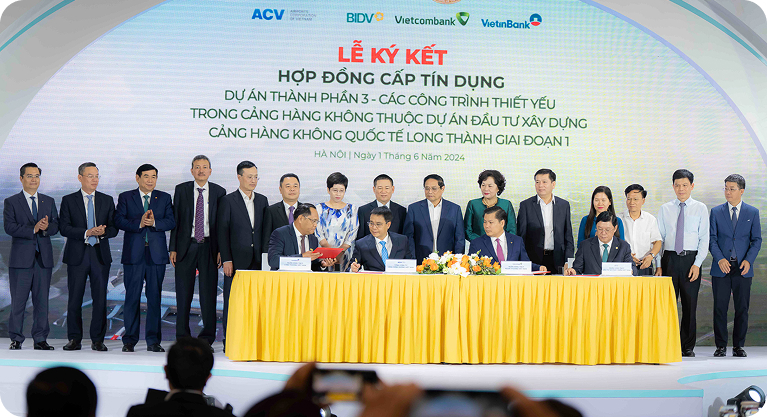 ACV
BIDV
Vietcombank
VietinBank
LỄ KÝ KẾT
HỢP ĐỒNG CẤP TÍN DỤNG
DỰ ÁN THÀNH PHẦN 3 - CÁC CÔNG TRÌNH THIẾT YẾU
TRONG CẢNG HÀNG KHÔNG THUỘC DỰ ÁN ĐẦU TƯ XÂY DỰNG
CẢNG HÀNG KHÔNG QUỐC TẾ LONG THÀNH GIAI ĐOẠN 1
HÀ NỘI | Ngày 1 Tháng 6 Năm 2024